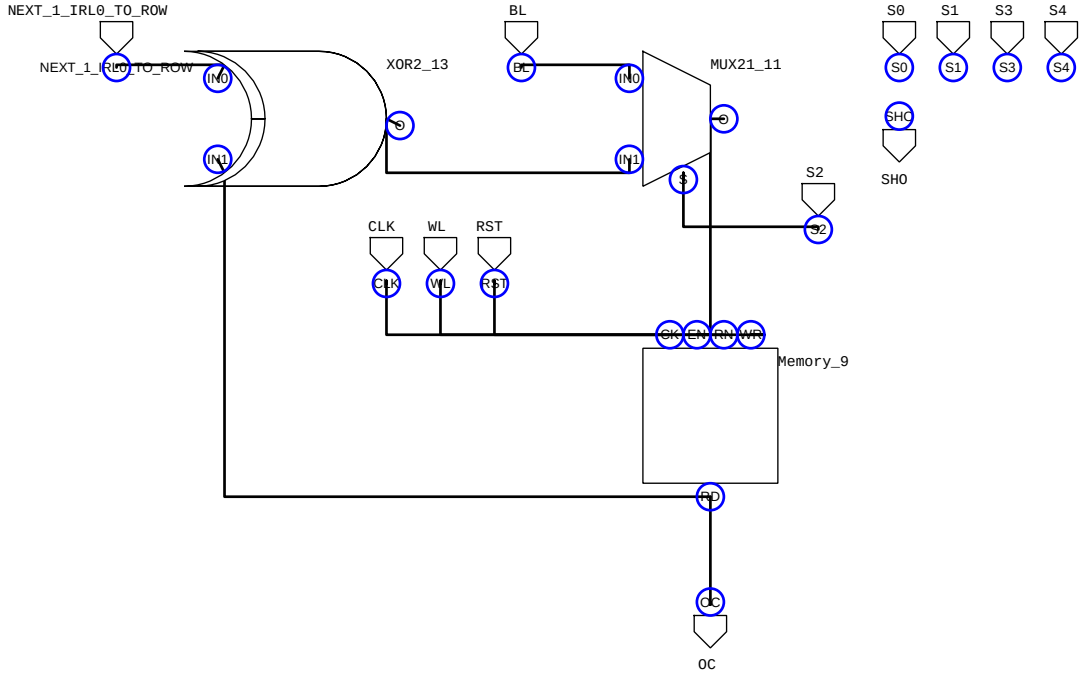 NEXT_1_IRL0_TO_ROW
BL
S0
S1
S3
S4
NEXT_1_IRL0_TO_ROW
IN0
XOR2_13
BL
IN0
MUX21_11
S0
S1
S3
S4
O
O
SHO
IN1
IN1
S
S2
SHO
S2
CLK
WL
RST
CLK
WL
RST
CK
EN
RN
WR
Memory_9
RD
OC
OC